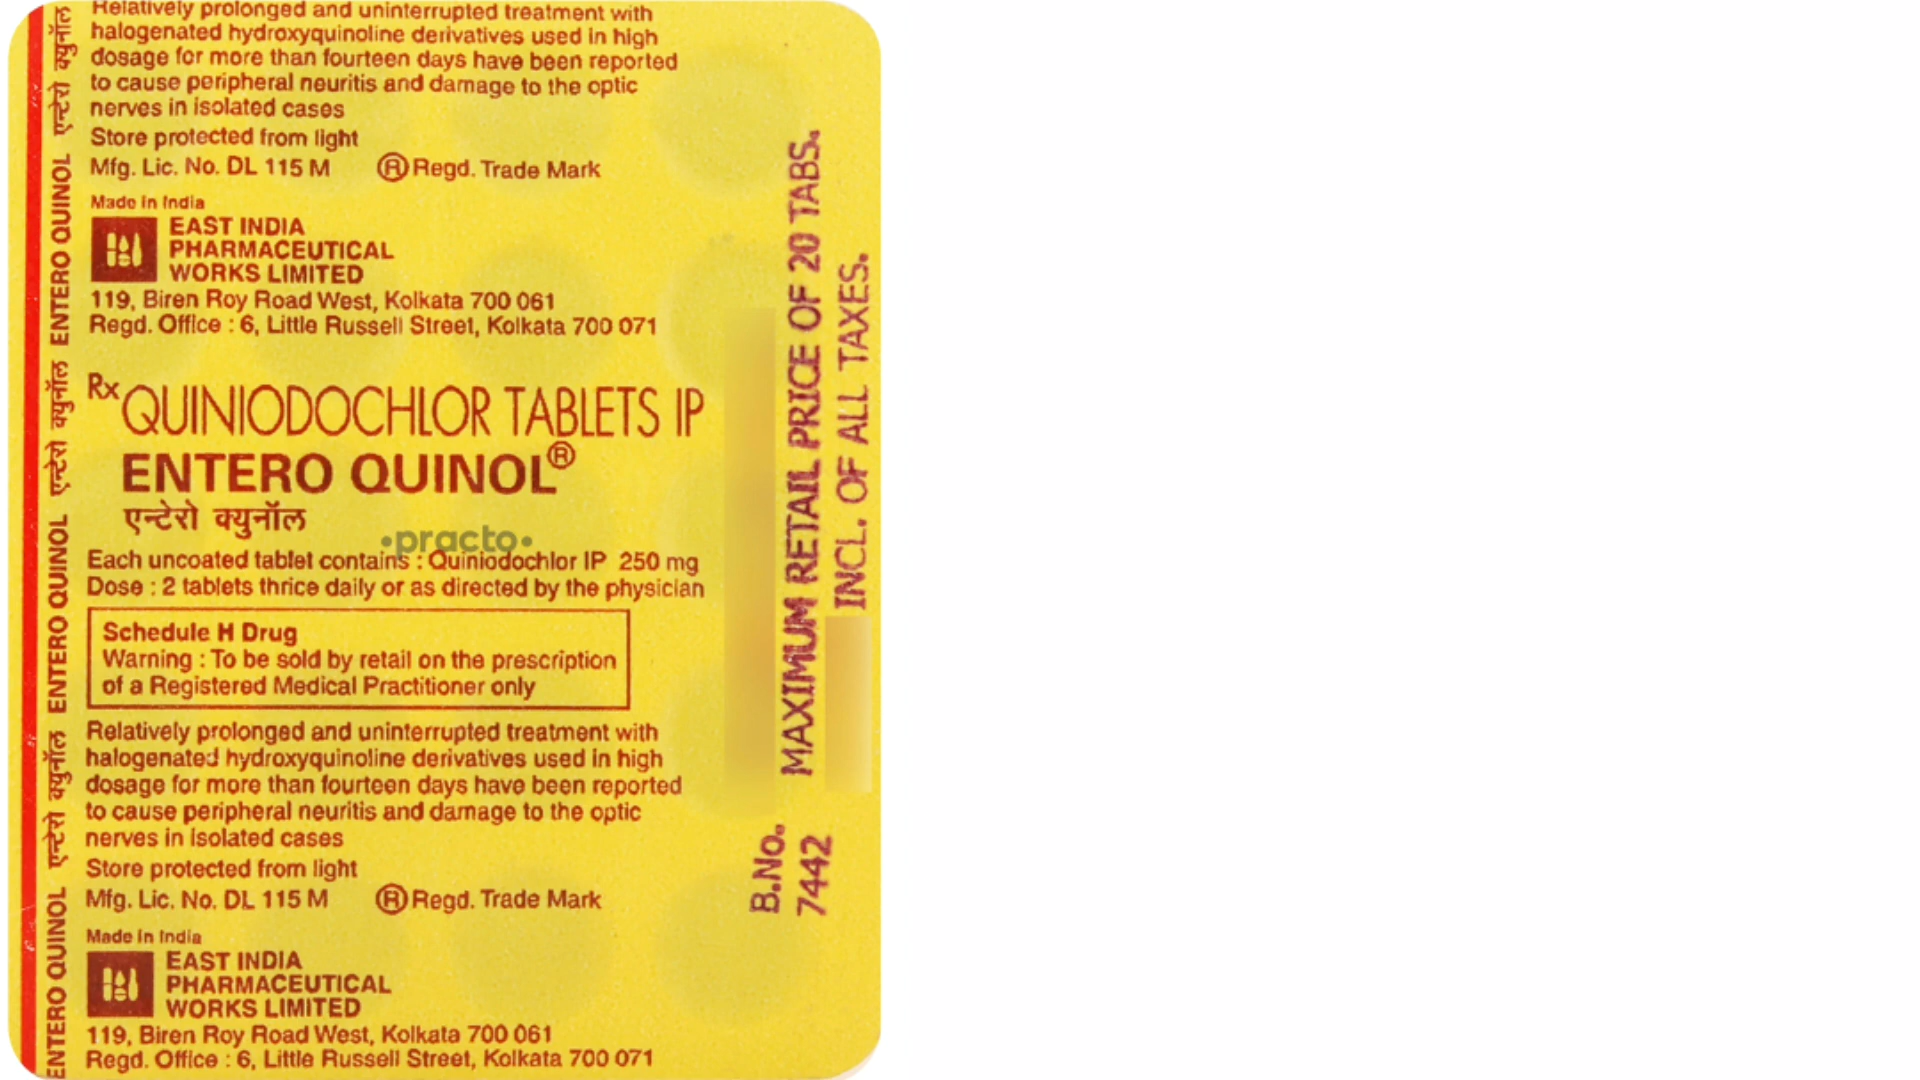 Relatively prolonged and uninterrupted treatment with
halogenated hydroxyquinoline derivatives used in high
dosage for more than fourteen days have been reported
to cause peripheral neuritis and damage to the optic
nerves in isolated cases
Store protected from light
Mfg. Lic. No. DL 115 M ® Regd. Trade Mark
Made in India
EAST INDIA
PHARMACEUTICAL
WORKS LIMITED
119, Biren Roy Road West, Kolkata 700 061
Regd. Office : 6, Little Russell Street, Kolkata 700 071
Rx QUINIODOCHLOR TABLETS IP
ENTERO QUINOL®
एन्टेरो क्युनॉल
•practo•
Each uncoated tablet contains : Quiniodochlor IP 250 mg
Dose : 2 tablets thrice daily or as directed by the physician
Schedule H Drug
Warning : To be sold by retail on the prescription
of a Registered Medical Practitioner only
Relatively prolonged and uninterrupted treatment with
halogenated hydroxyquinoline derivatives used in high
dosage for more than fourteen days have been reported
to cause peripheral neuritis and damage to the optic
nerves in isolated cases
Store protected from light
Mfg. Lic. No. DL 115 M ® Regd. Trade Mark
Made in India
EAST INDIA
PHARMACEUTICAL
WORKS LIMITED
119, Biren Roy Road West, Kolkata 700 061
Regd. Office : 6, Little Russell Street, Kolkata 700 071
ENTERO QUINOL एन्टेरो क्युनॉल ENTERO QUINOL एन्टेरो क्युनॉल ENTERO QUINOL एन्टेरो क्युनॉल
B.No.
7442 MAXIMUM RETAIL PRICE OF 20 TABS.
INCL. OF ALL TAXES.